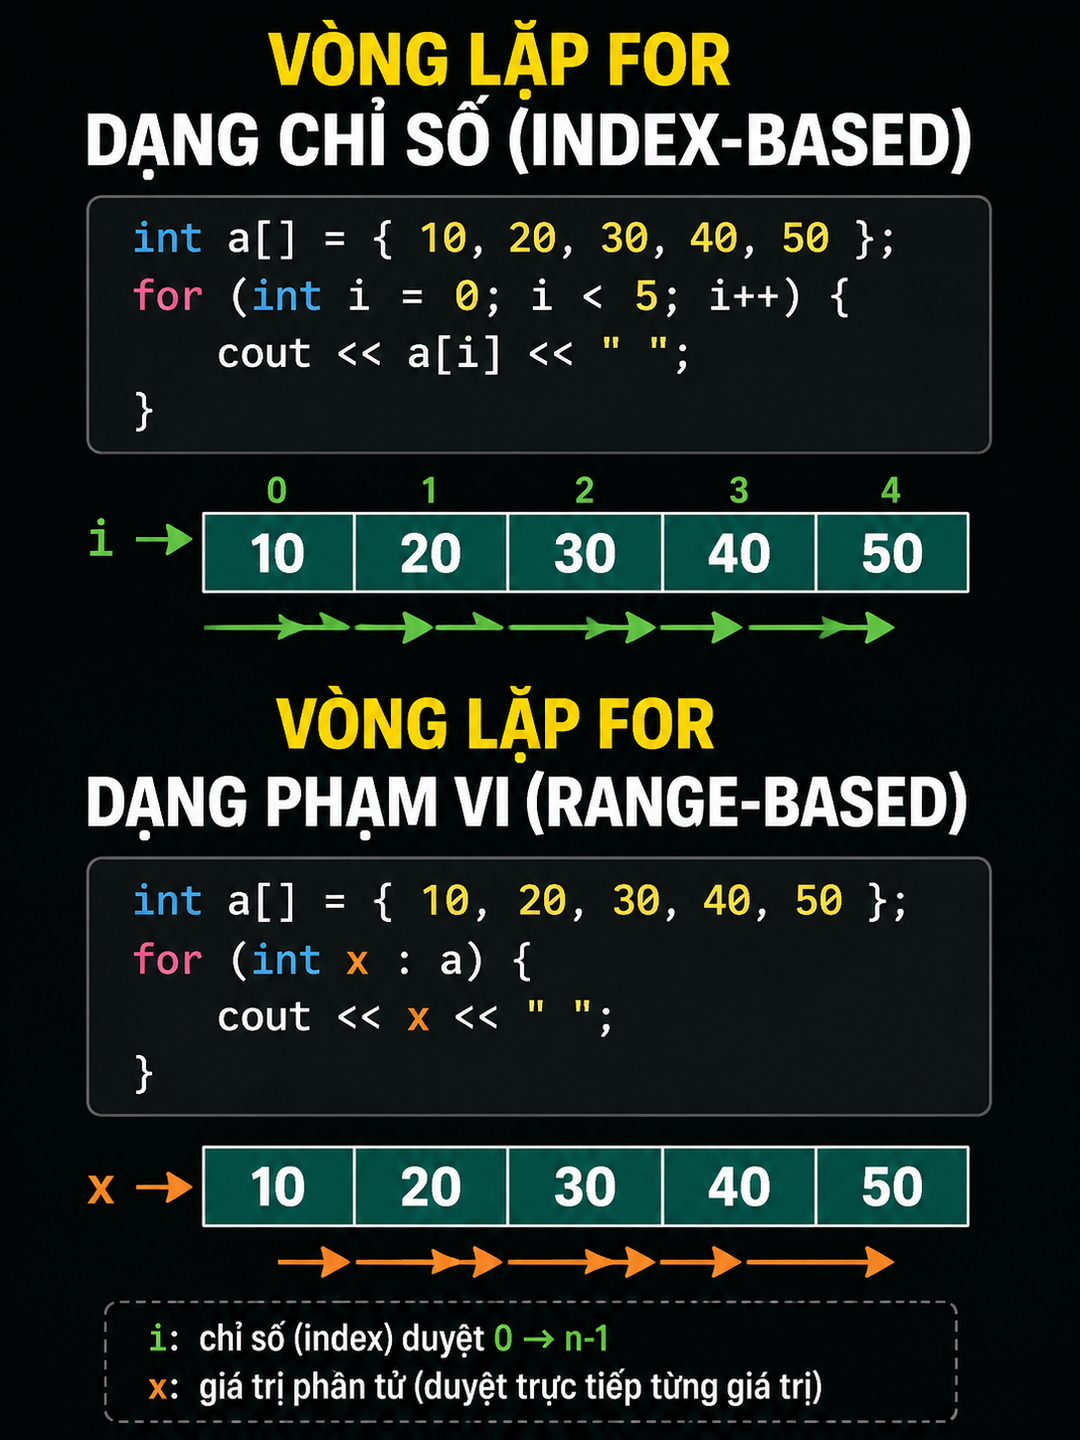 VÒNG LẶP FOR
DẠNG CHỈ SỐ (INDEX-BASED)
int a[] = { 10, 20, 30, 40, 50 };
for (int i = 0; i < 5; i++) {
    cout << a[i] << " ";
}
0 1 2 3 4
i → 10 20 30 40 50
VÒNG LẶP FOR
DẠNG PHẠM VI (RANGE-BASED)
int a[] = { 10, 20, 30, 40, 50 };
for (int x : a) {
    cout << x << " ";
}
x → 10 20 30 40 50
i: chỉ số (index) duyệt 0 → n-1
x: giá trị phần tử (duyệt trực tiếp từng giá trị)